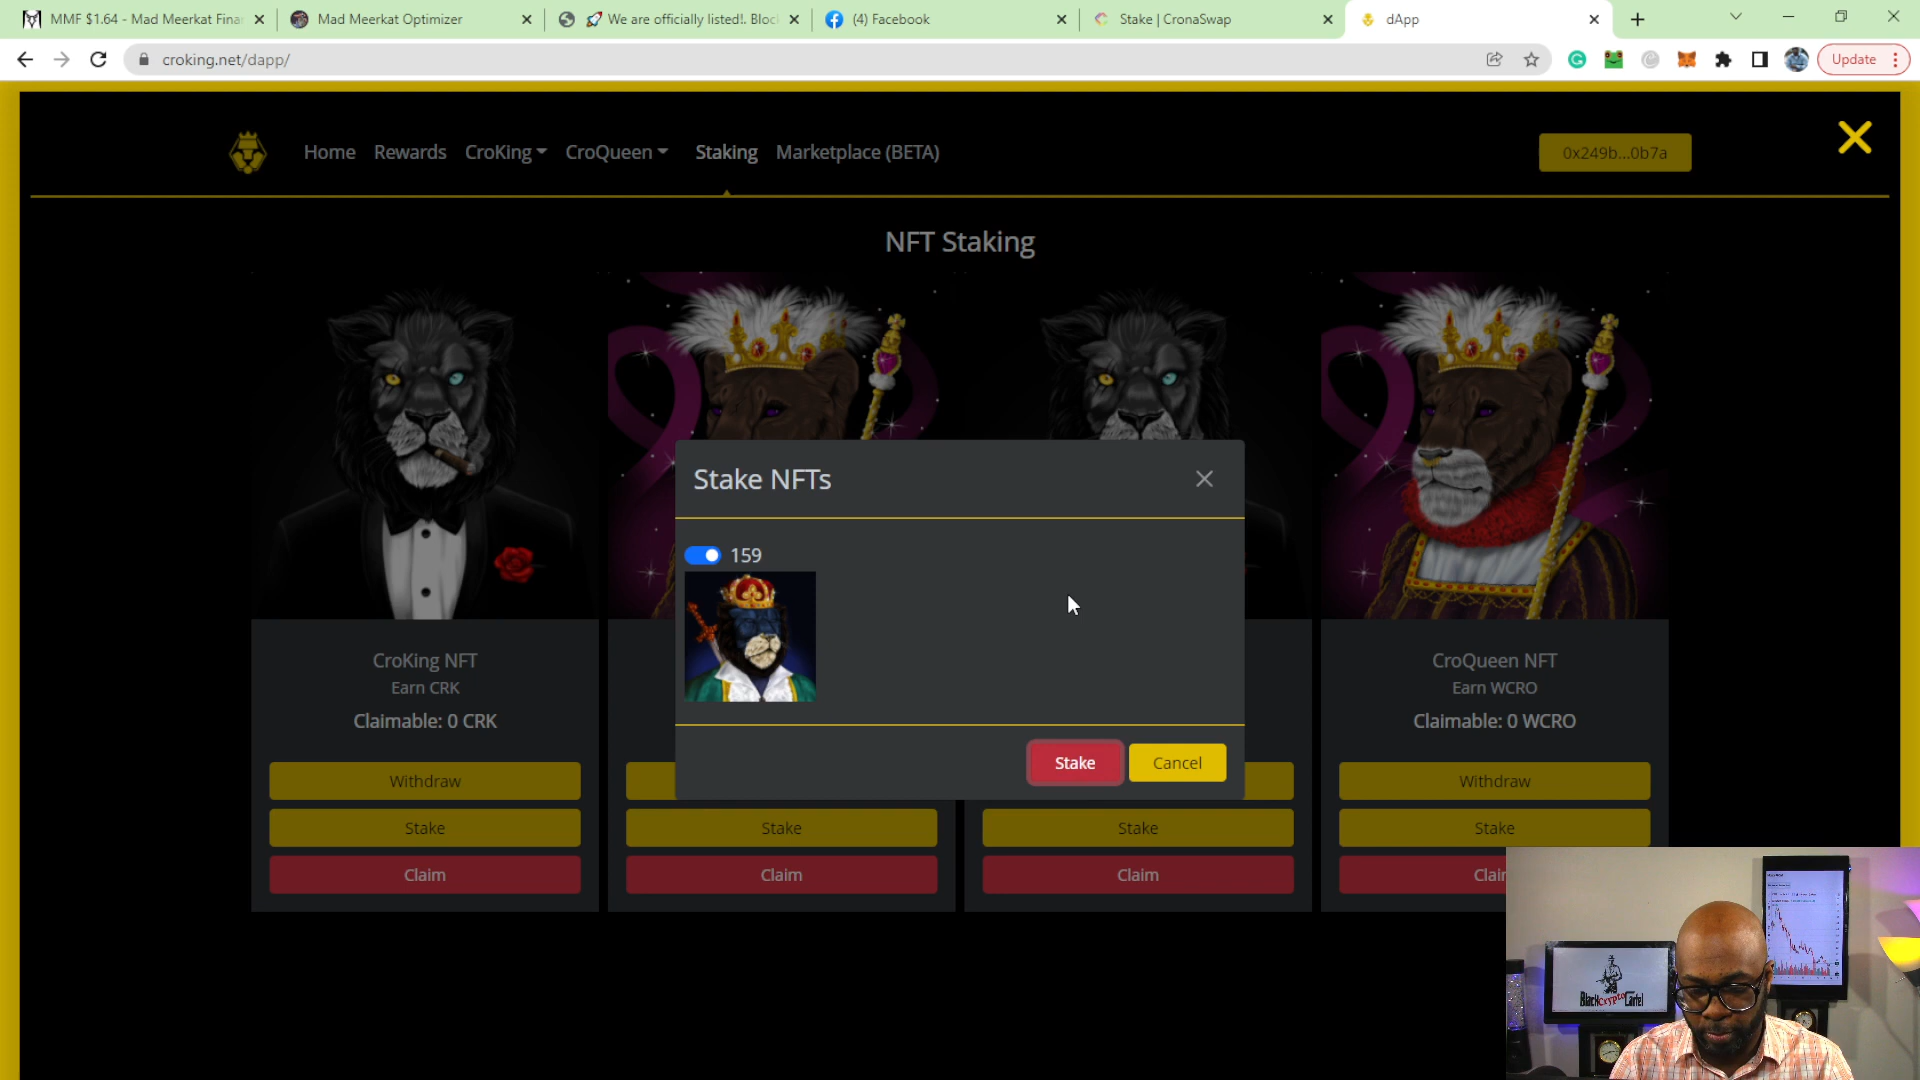 MMF $1.64 - Mad Meerkat Finar
Mad Meerkat Optimizer
🚀 We are officially listed!. Bloc
(4) Facebook
Stake | CronaSwap
dApp
croking.net/dapp/
Update
Home
Rewards
CroKing
CroQueen
Staking
Marketplace (BETA)
0x249b...0b7a
NFT Staking
Stake NFTs
159
Stake
Cancel
CroKing NFT
Earn CRK
Claimable: 0 CRK
Withdraw
Stake
Claim
Stake
Claim
Stake
Claim
CroQueen NFT
Earn WCRO
Claimable: 0 WCRO
Withdraw
Stake
Clair
BlackCryptoCartel